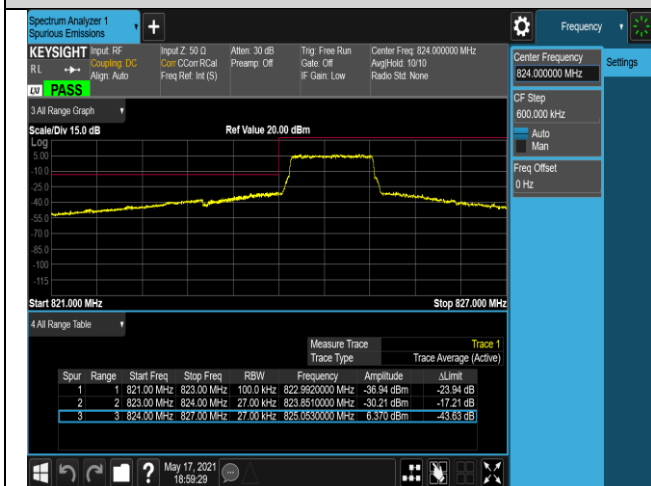 Spectrum Analyzer 1
Spurious Emissions
Frequency
KEYSIGHT Input: RF Input Z: 50 Ω Atten: 30 dB Trig: Free Run Center Freq: 824.000000 MHz
RL Coupling: DC Corr CCorr RCal Preamp: Off Gate: Off Avg|Hold: 10/10
Align: Auto Freq Ref: Int (S) IF Gain: Low Radio Std: None
LXI PASS
Center Frequency
824.000000 MHz
Settings
CF Step
600.000 kHz
Auto
Man
Freq Offset
0 Hz
3 All Range Graph
Scale/Div 15.0 dB Ref Value 20.00 dBm
Log
5.00
-10.0
-25.0
-40.0
-55.0
-70.0
-85.0
-100
-115
Start 821.000 MHz Stop 827.000 MHz
4 All Range Table
Measure Trace Trace 1
Trace Type Trace Average (Active)
Spur Range Start Freq Stop Freq RBW Frequency Amplitude ΔLimit
1 1 821.00 MHz 823.00 MHz 100.0 kHz 822.9920000 MHz -36.94 dBm -23.94 dB
2 2 823.00 MHz 824.00 MHz 27.00 kHz 823.8510000 MHz -30.21 dBm -17.21 dB
3 3 824.00 MHz 827.00 MHz 27.00 kHz 825.0530000 MHz 6.370 dBm -43.63 dB
May 17, 2021
18:59:29